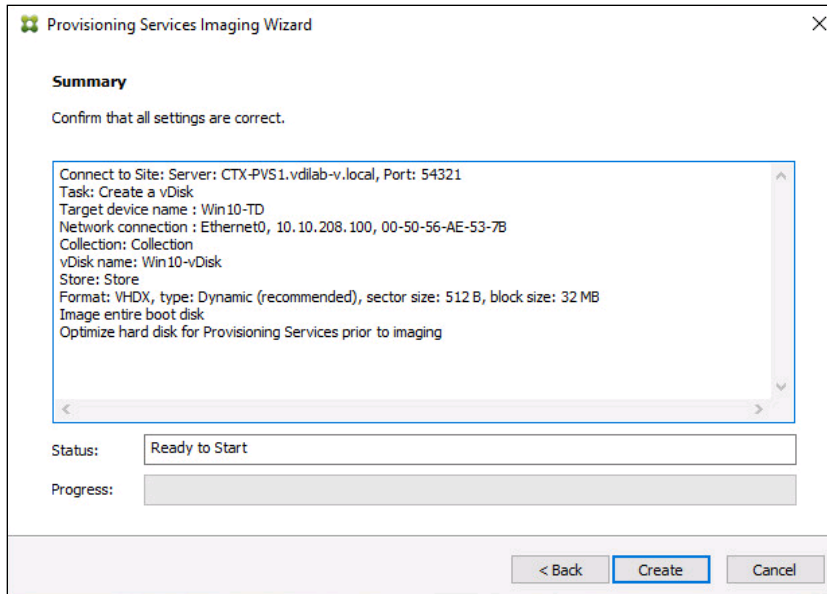 Provisioning Services Imaging Wizard
Summary
Confirm that all settings are correct.
Connect to Site: Server: CTX-PVS1.vdilab-v.local, Port: 54321
Task: Create a vDisk
Target device name : Win10-TD
Network connection : Ethernet0, 10.10.208.100, 00-50-56-AE-53-7B
Collection: Collection
vDisk name: Win10-vDisk
Store: Store
Format: VHDX, type: Dynamic (recommended), sector size: 512 B, block size: 32 MB
Image entire boot disk
Optimize hard disk for Provisioning Services prior to imaging
Status: Ready to Start
Progress:
< Back Create Cancel